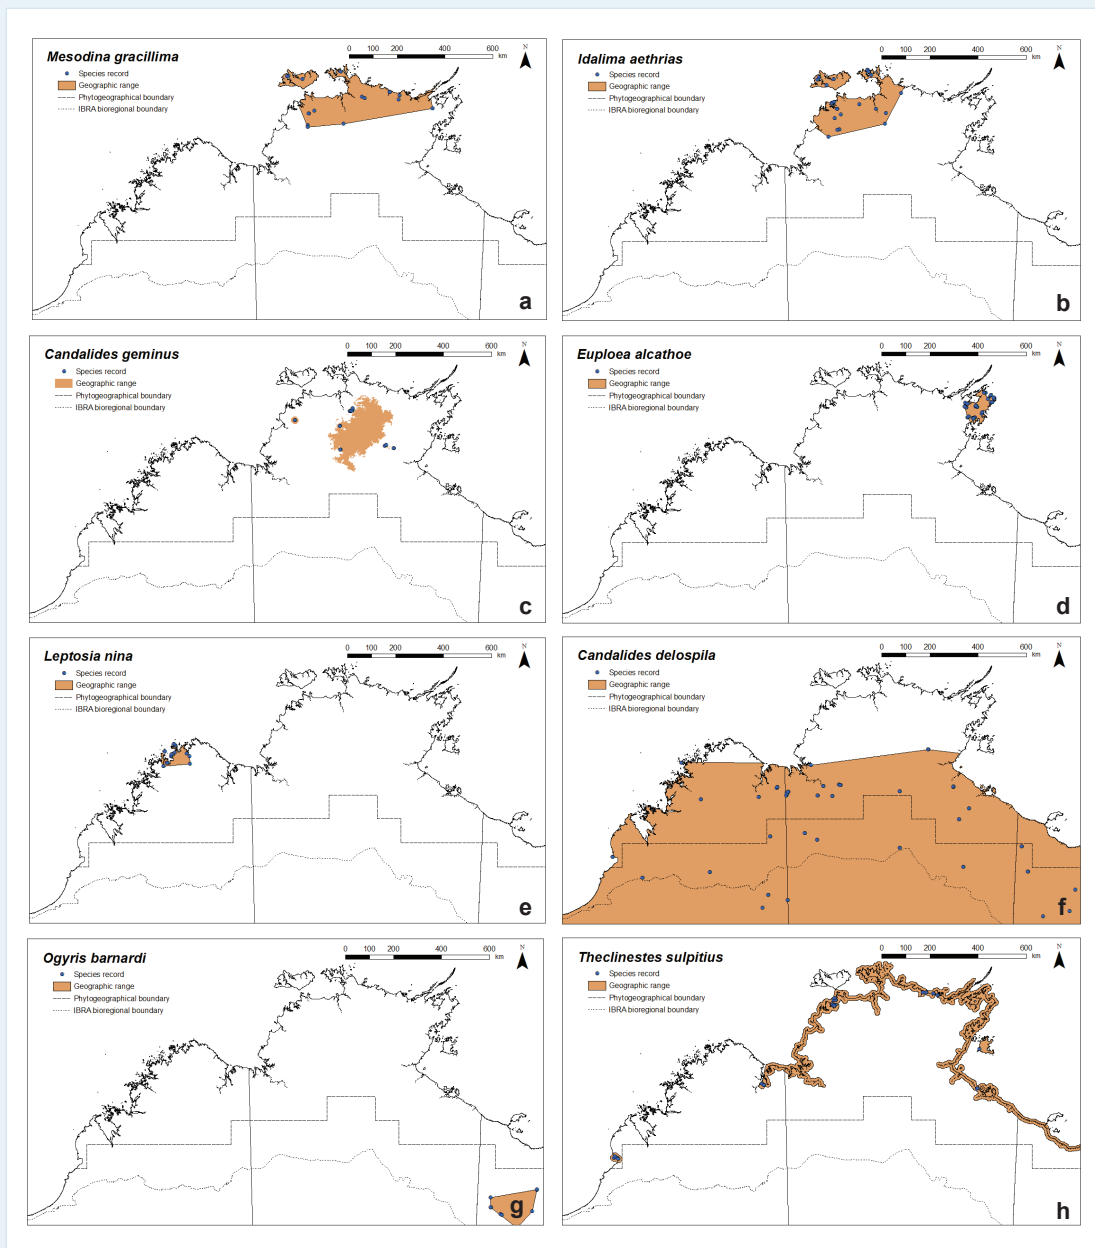 Mesodina gracillima
0 100 200 400 600
km
N
Species record
Geographic range
Phytogeographical boundary
IBRA bioregional boundary
a
Idalima aethrias
0 100 200 400 600
km
N
Species record
Geographic range
Phytogeographical boundary
IBRA bioregional boundary
b
Candalides geminus
0 100 200 400 600
km
N
Species record
Geographic range
Phytogeographical boundary
IBRA bioregional boundary
c
Euploea alcathoe
0 100 200 400 600
km
N
Species record
Geographic range
Phytogeographical boundary
IBRA bioregional boundary
d
Leptosia nina
0 100 200 400 600
km
N
Species record
Geographic range
Phytogeographical boundary
IBRA bioregional boundary
e
Candalides delospila
0 100 200 400 600
km
N
Species record
Geographic range
Phytogeographical boundary
IBRA bioregional boundary
f
Ogyris barnardi
0 100 200 400 600
km
N
Species record
Geographic range
Phytogeographical boundary
IBRA bioregional boundary
g
Theclinestes sulpitius
0 100 200 400 600
km
N
Species record
Geographic range
Phytogeographical boundary
IBRA bioregional boundary
h